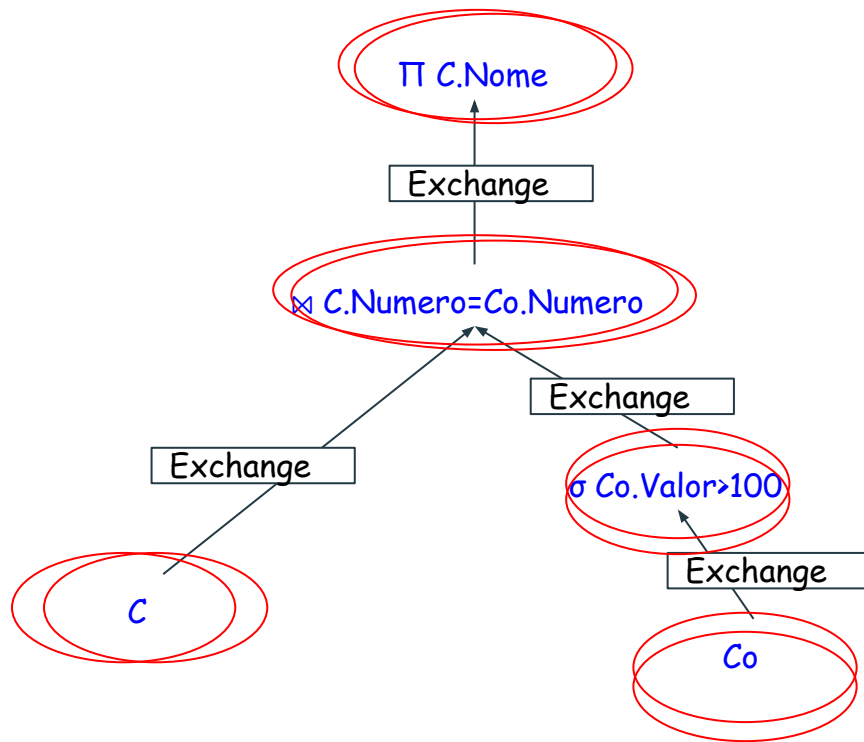 Π C.Nome
Exchange
⋈ C.Numero=Co.Numero
Exchange
Exchange
σ Co.Valor>100
Exchange
C
Co